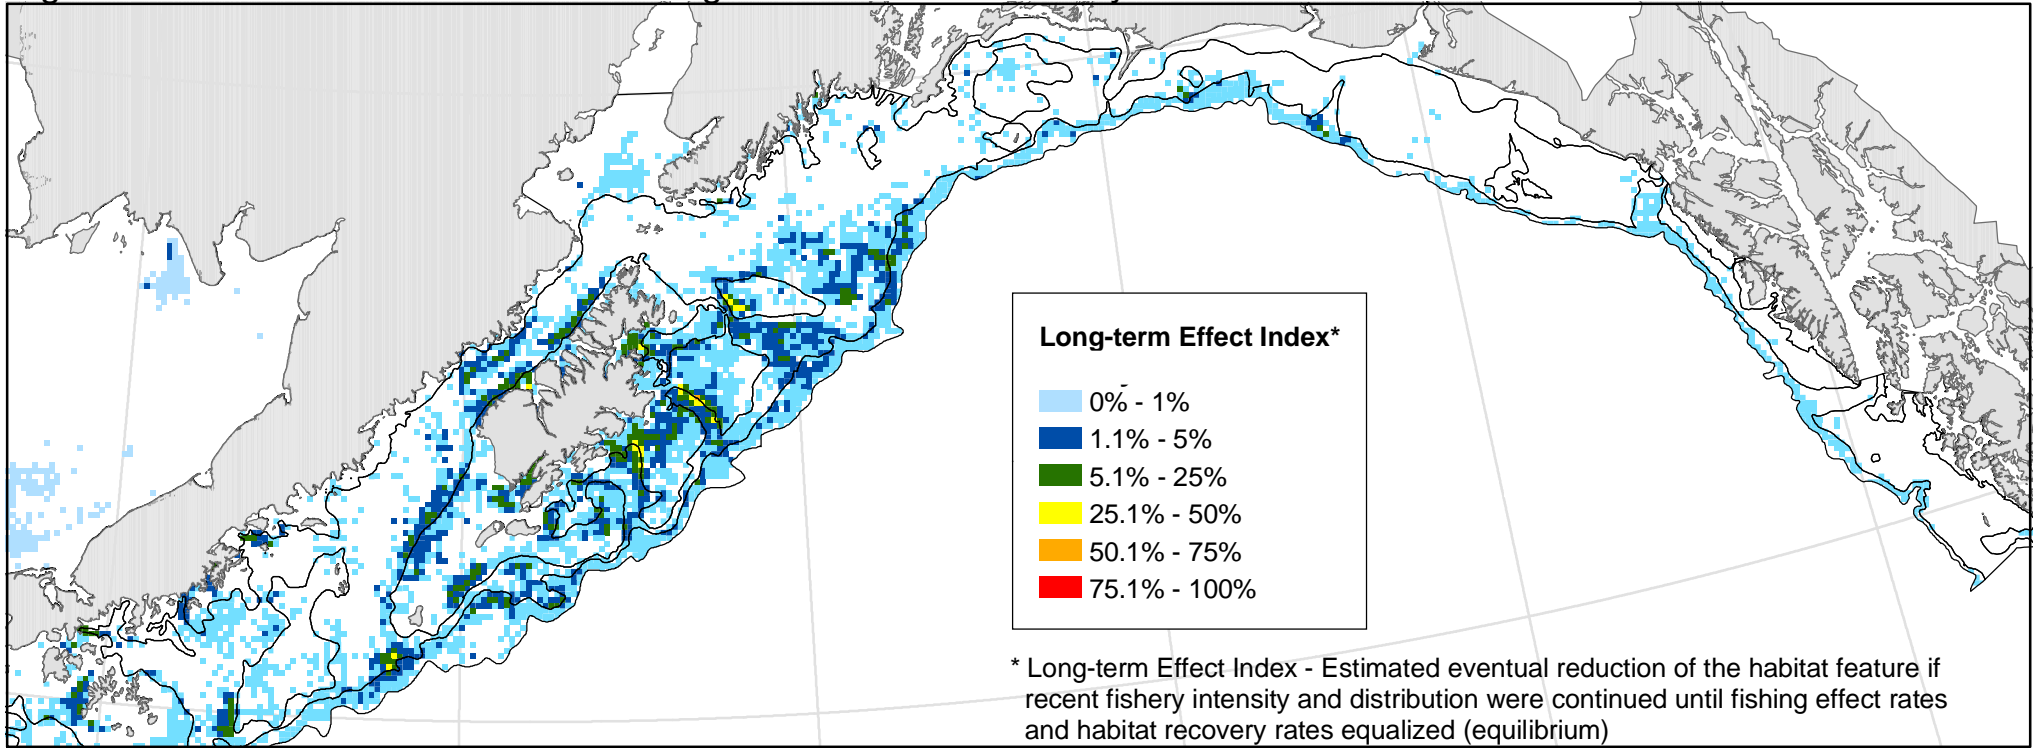 Long-term Effect Index*
0% - 1%
1.1% - 5%
5.1% - 25%
25.1% - 50%
50.1% - 75%
75.1% - 100%
* Long-term Effect Index - Estimated eventual reduction of the habitat feature if
recent fishery intensity and distribution were continued until fishing effect rates
and habitat recovery rates equalized (equilibrium)